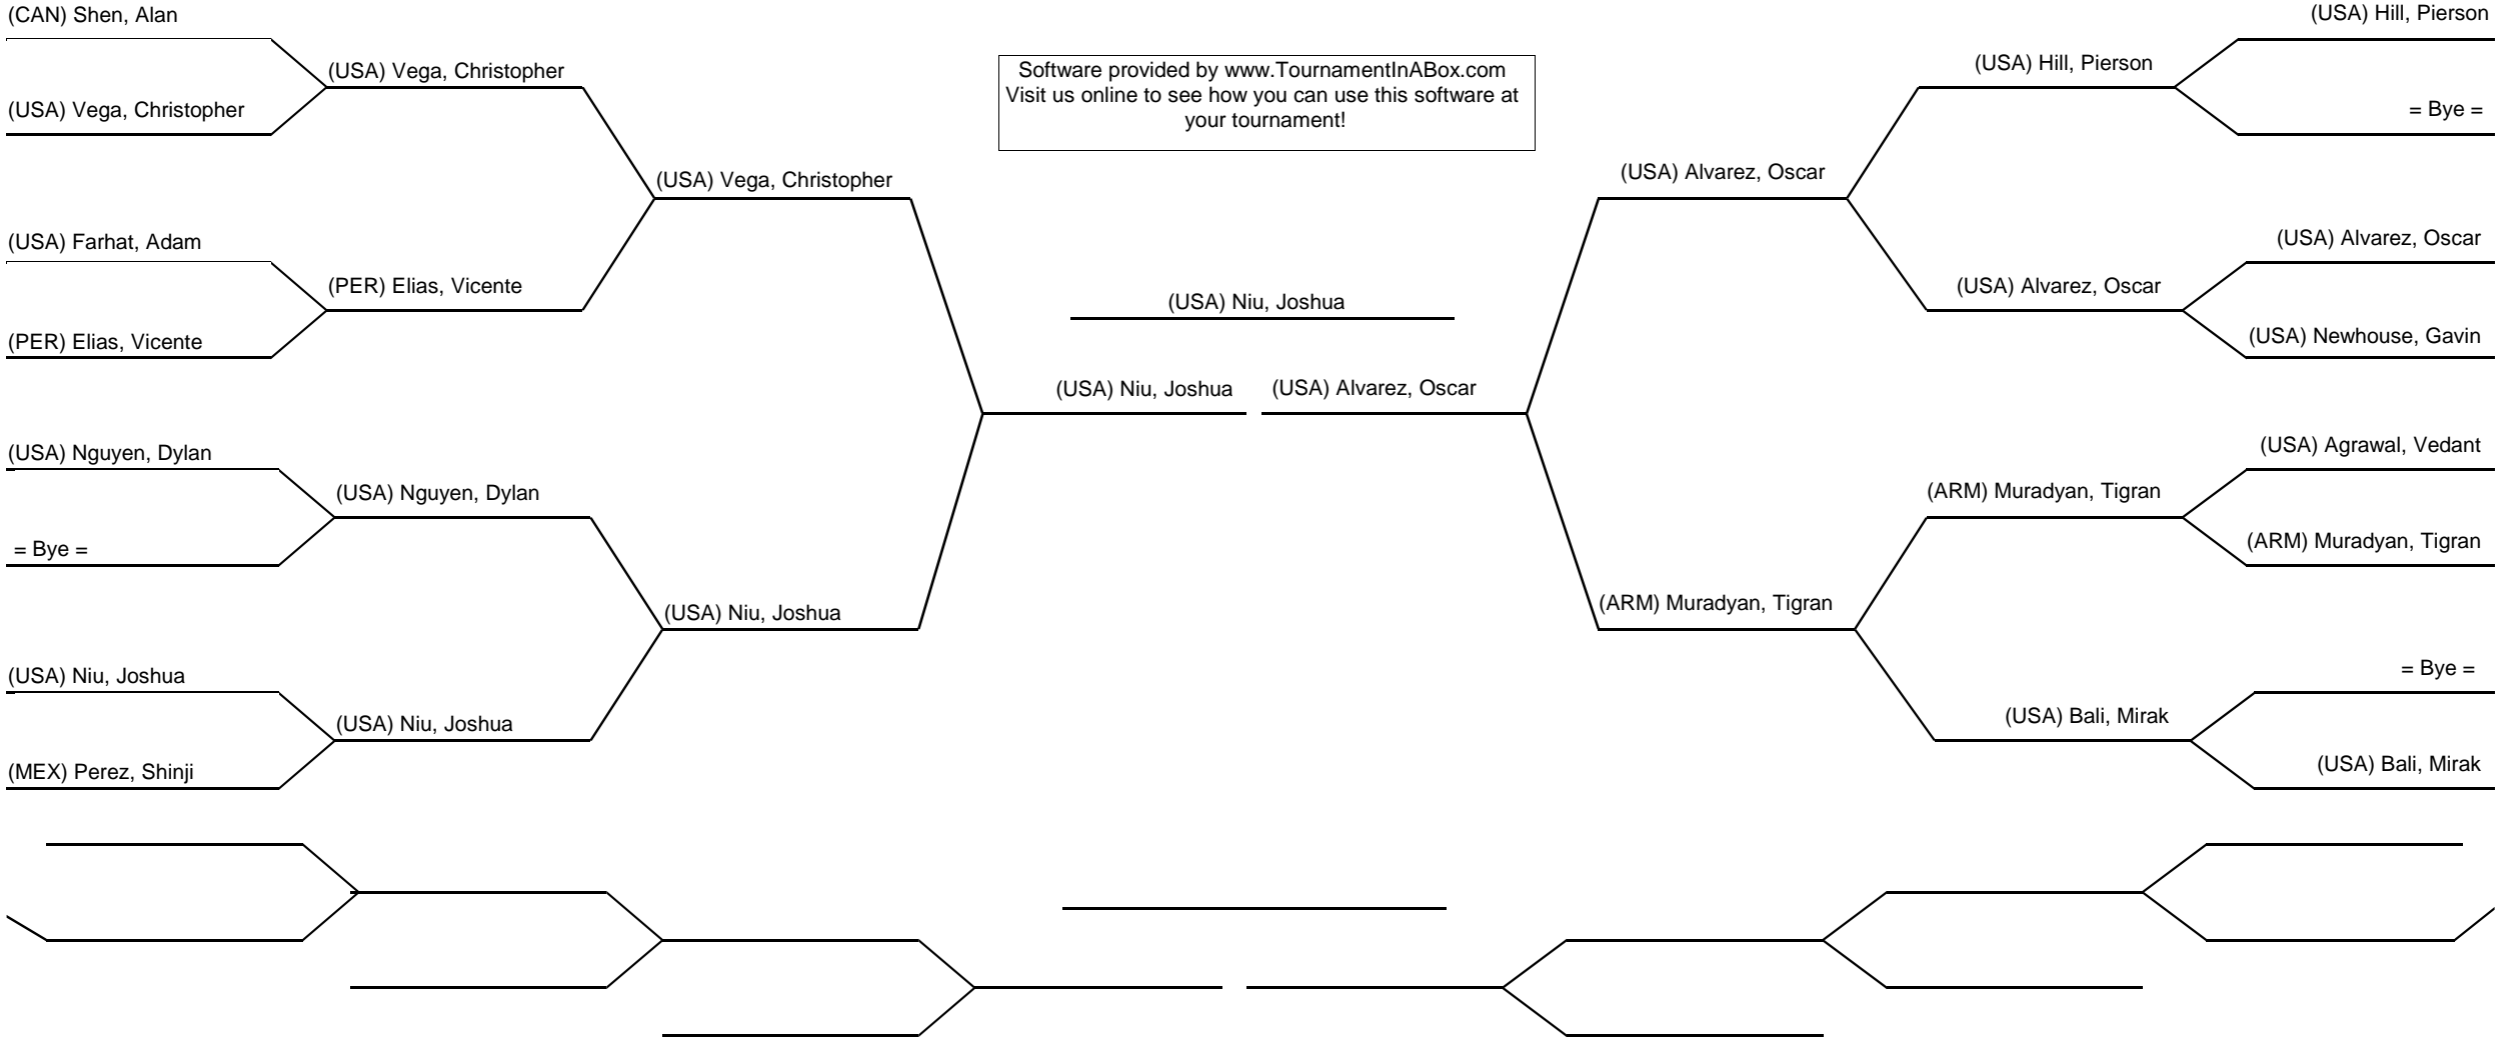 (CAN) Shen, Alan
(USA) Vega, Christopher
(USA) Farhat, Adam
(PER) Elias, Vicente
(USA) Nguyen, Dylan
= Bye =
(USA) Niu, Joshua
(MEX) Perez, Shinji
(USA) Vega, Christopher
(PER) Elias, Vicente
(USA) Nguyen, Dylan
(USA) Niu, Joshua
(USA) Vega, Christopher
(USA) Niu, Joshua
Software provided by www.TournamentInABox.com
Visit us online to see how you can use this software at
your tournament!
(USA) Niu, Joshua
(USA) Niu, Joshua
(USA) Alvarez, Oscar
(USA) Alvarez, Oscar
(ARM) Muradyan, Tigran
(USA) Hill, Pierson
(USA) Alvarez, Oscar
(ARM) Muradyan, Tigran
(USA) Bali, Mirak
(USA) Hill, Pierson
= Bye =
(USA) Alvarez, Oscar
(USA) Newhouse, Gavin
(USA) Agrawal, Vedant
(ARM) Muradyan, Tigran
= Bye =
(USA) Bali, Mirak